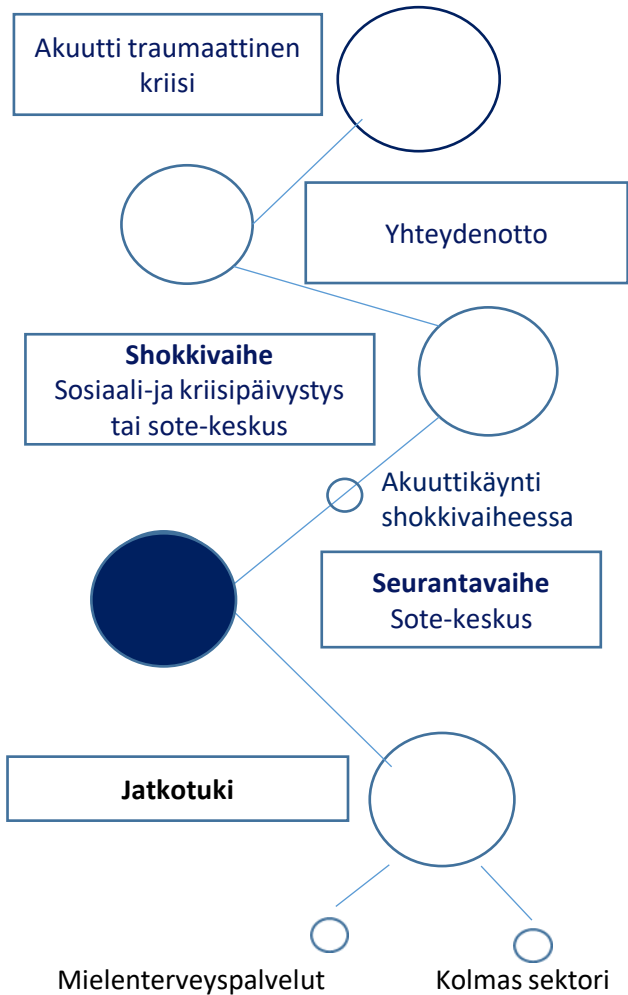 Akuutti traumaattinen
kriisi
Yhteydenotto
Shokkivaihe
Sosiaali-ja kriisipäivystys
tai sote-keskus
Akuuttikäynti
shokkivaiheessa
Seurantavaihe
Sote-keskus
Jatkotuki
Mielenterveyspalvelut
Kolmas sektori